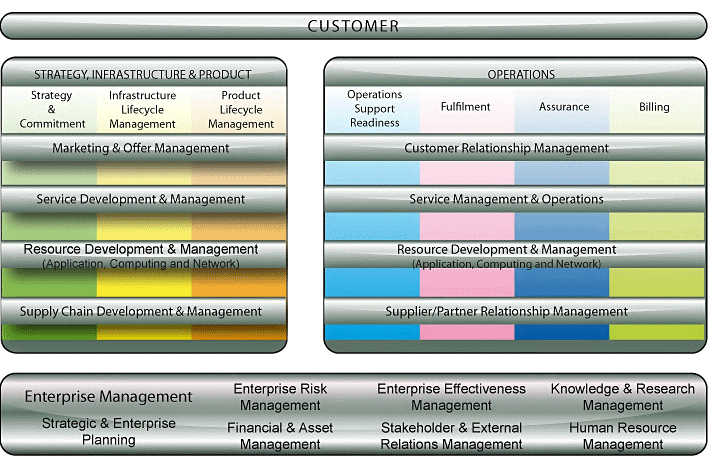 CUSTOMER
STRATEGY, INFRASTRUCTURE & PRODUCT
Strategy
&
Commitment
Infrastructure
Lifecycle
Management
Product
Lifecycle
Management
Marketing & Offer Management
Service Development & Management
Resource Development & Management
(Application, Computing and Network)
Supply Chain Development & Management
OPERATIONS
Operations
Support
Readiness
Fulfilment
Assurance
Billing
Customer Relationship Management
Service Management & Operations
Resource Development & Management
(Application, Computing and Network)
Supplier/Partner Relationship Management
Enterprise Management
Strategic & Enterprise
Planning
Enterprise Risk
Management
Financial & Asset
Management
Enterprise Effectiveness
Management
Stakeholder & External
Relations Management
Knowledge & Research
Management
Human Resource
Management